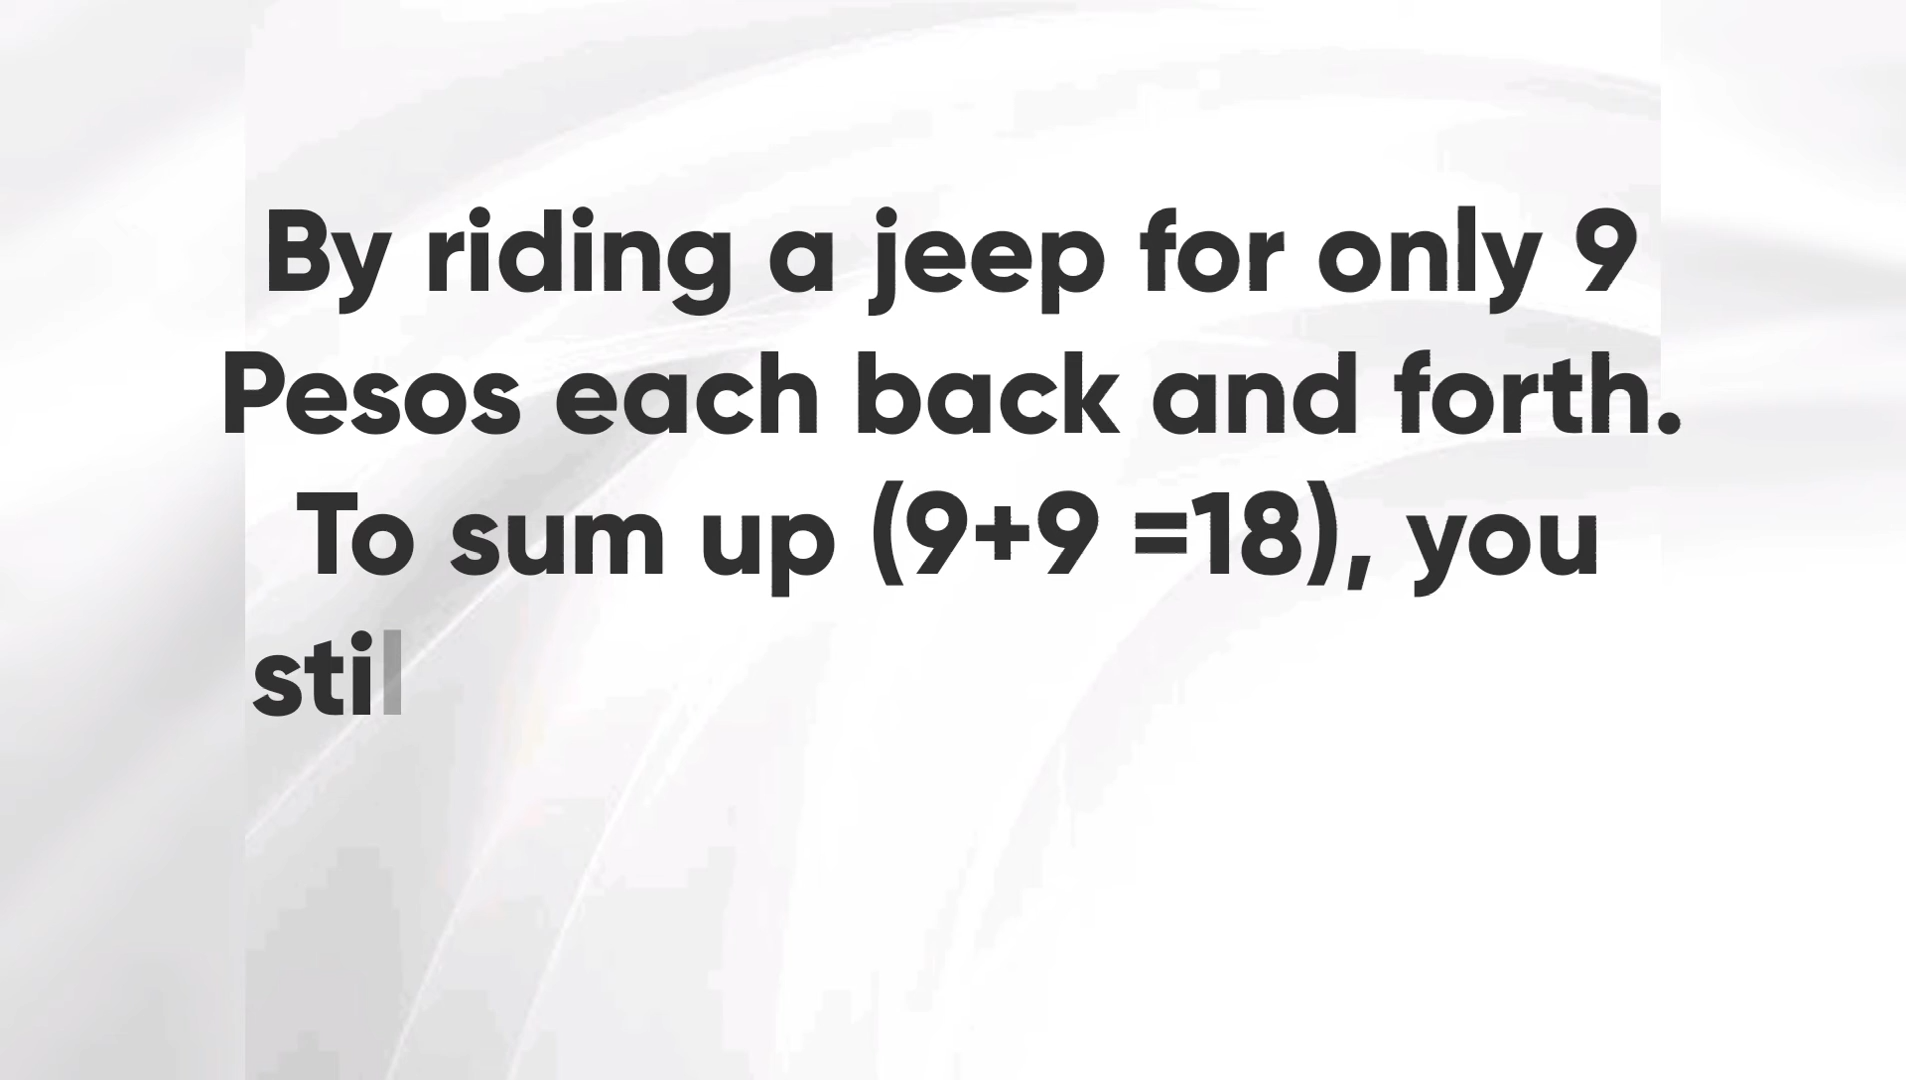 By riding a jeep for only 9
Pesos each back and forth.
To sum up (9+9 =18), you
stil